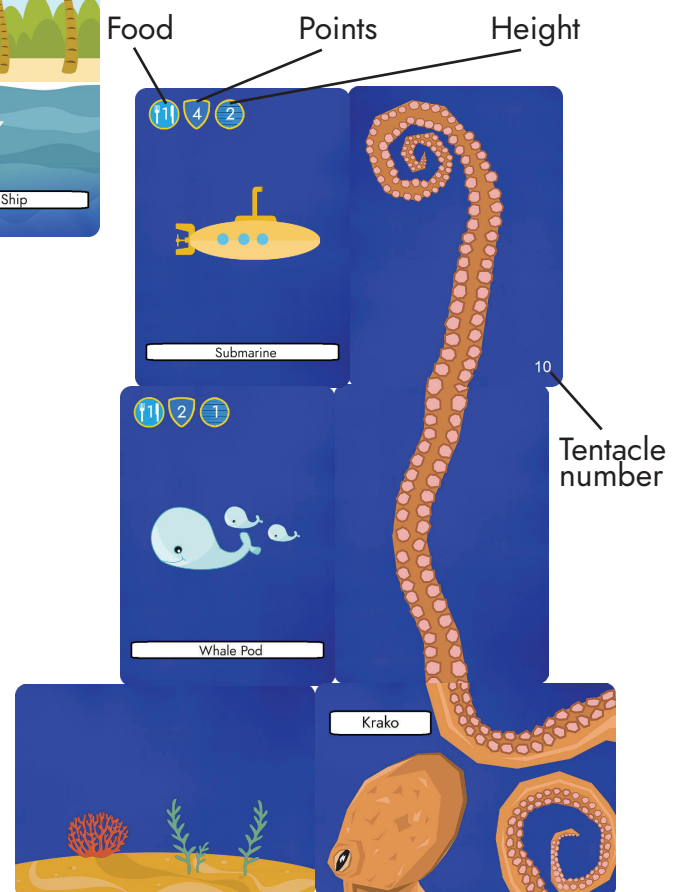 Food Points Height
1 4 2
Ship
Submarine
10
1 2 1
Tentacle
number
Whale Pod
Krako